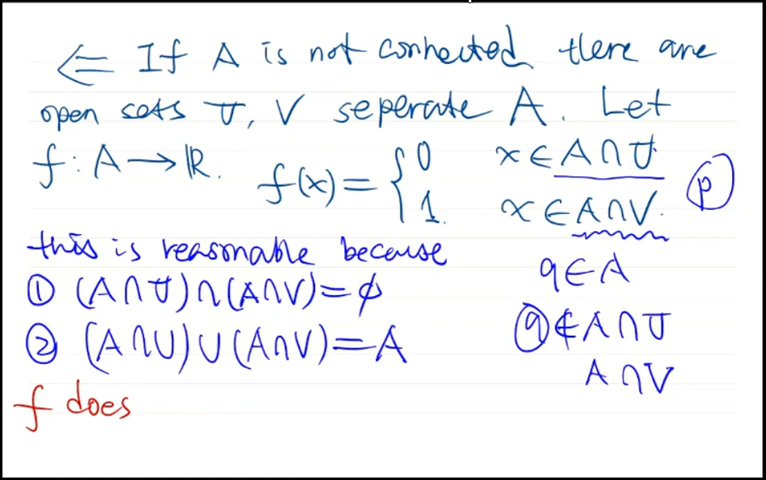 ⇐ If A is not connected there are
open sets U, V seperate A. Let
f: A → ℝ. f(x) = { 0 x ∈ A∩U
1. x ∈ A∩V. p
this is reasonable because
① (A∩U)∩(A∩V)=∅
② (A∩U)∪(A∩V)=A
q∈A
q∉A∩U
A∩V
f does